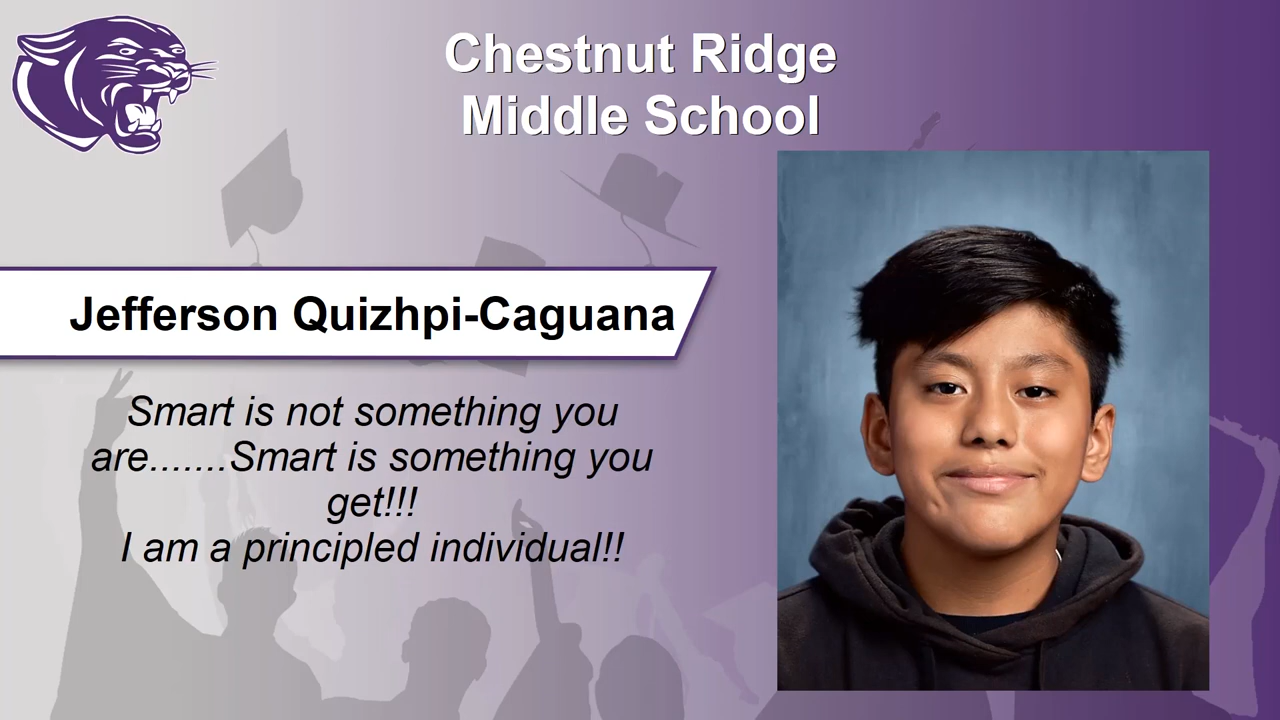 Chestnut Ridge
Middle School
Jefferson Quizhpi-Caguana
Smart is not something you
are.......Smart is something you
get!!!
I am a principled individual!!